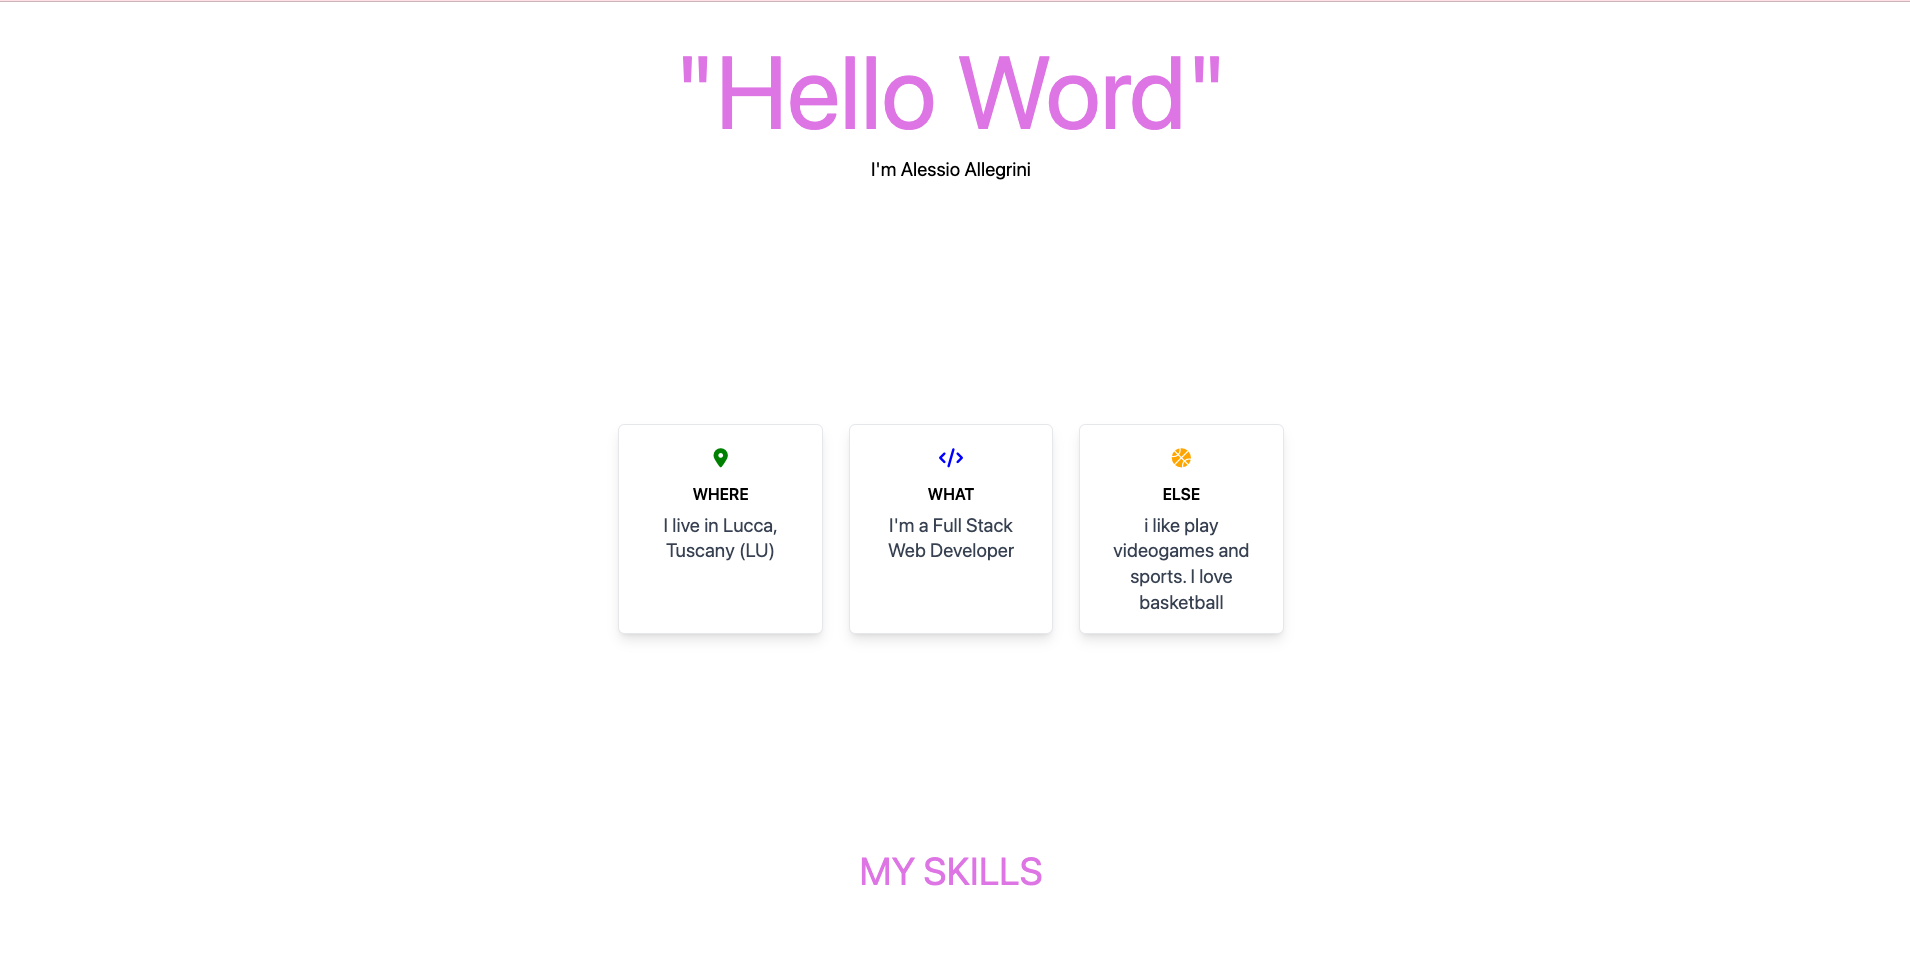 "Hello Word"
I'm Alessio Allegrini
WHERE
I live in Lucca,
Tuscany (LU)
WHAT
I'm a Full Stack
Web Developer
ELSE
i like play
videogames and
sports. I love
basketball
MY SKILLS